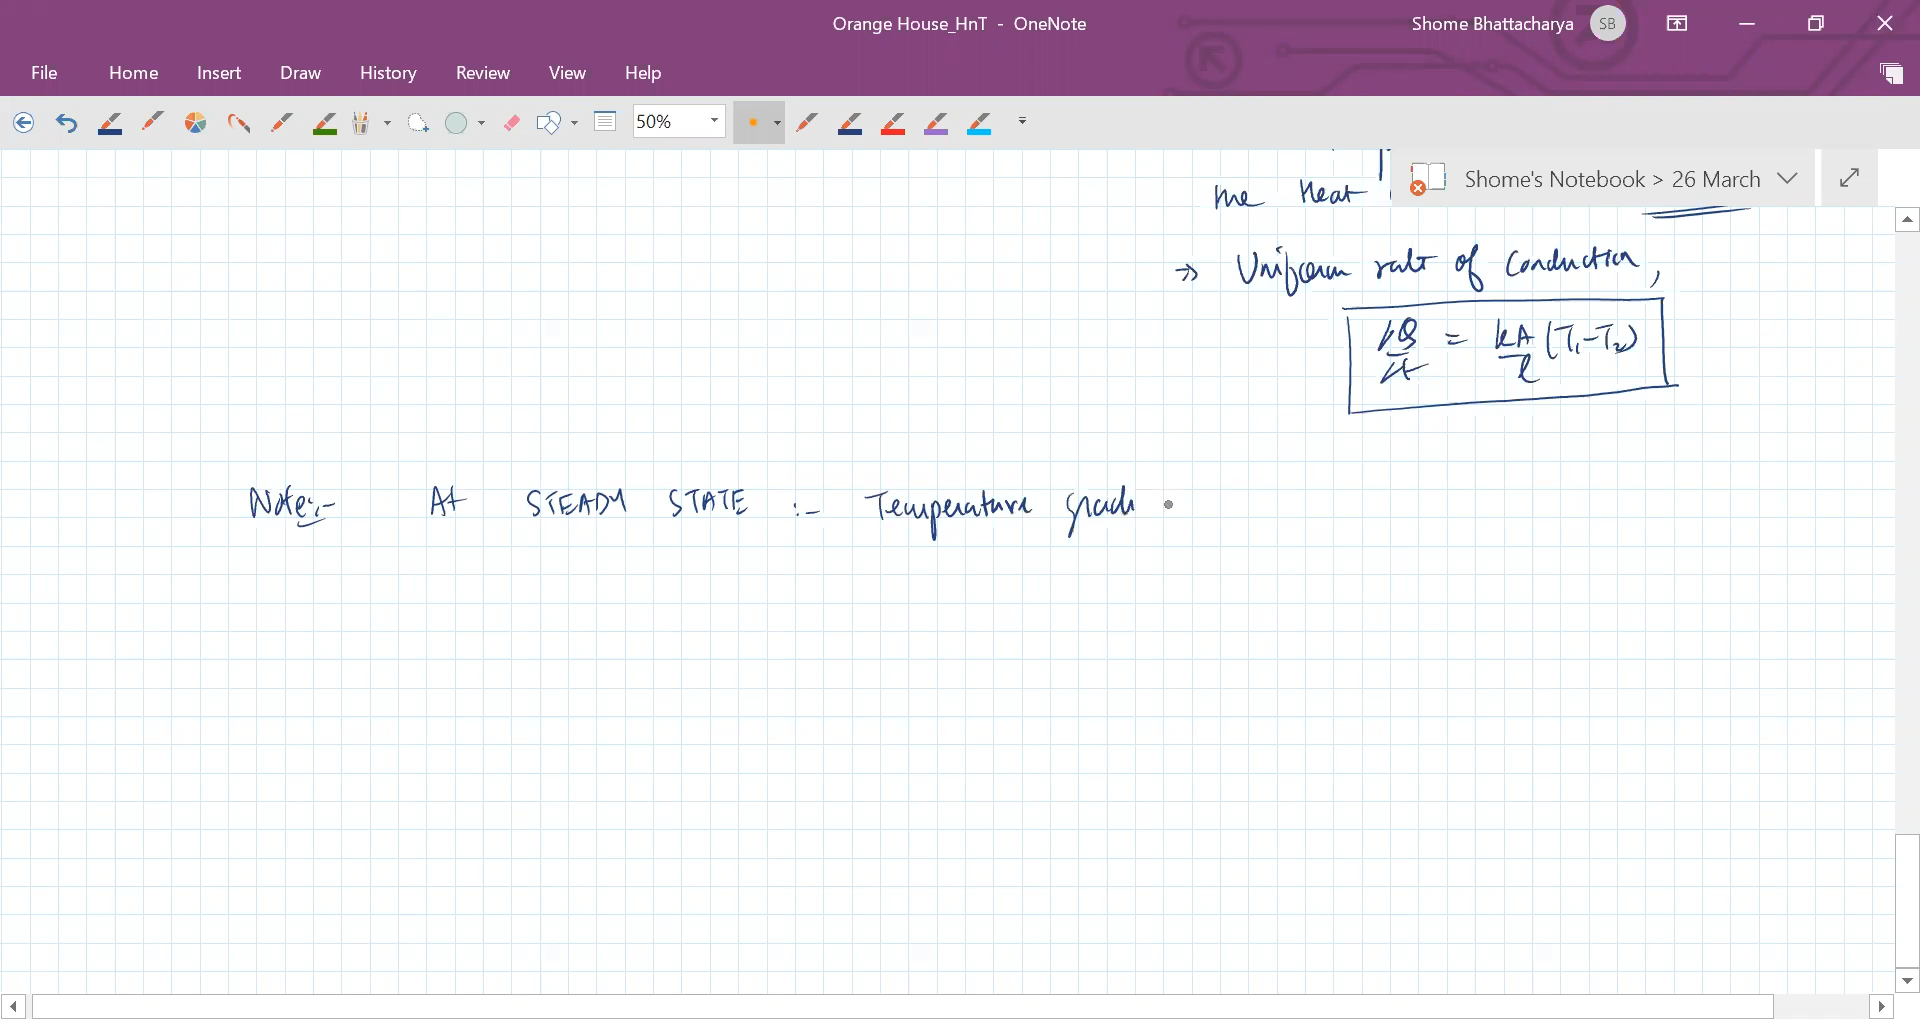 Orange House_HnT - OneNote
Shome Bhattacharya SB
File Home Insert Draw History Review View Help
50%
Shome's Notebook > 26 March
the Heat
→ Uniform rate of Conduction,
dQ/dt = kA/l (T₁-T₂)
Note:- At STEADY STATE :- Temperature gradi